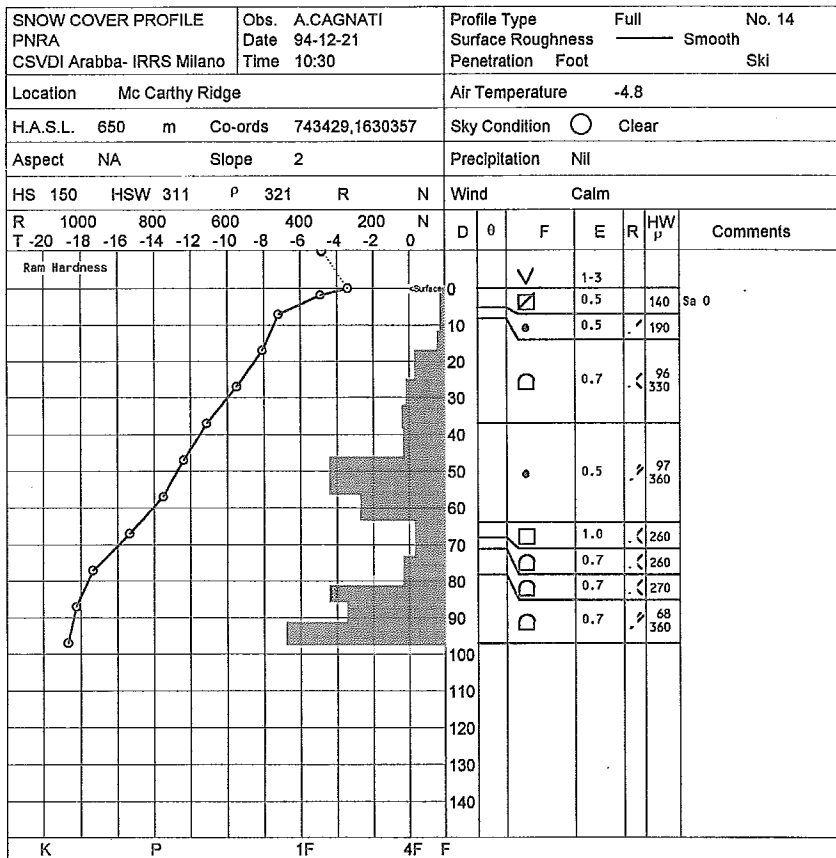 SNOW COVER PROFILE Obs. A.CAGNATI Profile Type Full No. 14
PNRA Date 94-12-21 Surface Roughness Smooth
CSVDI Arabba- IRRS Milano Time 10:30 Penetration Foot Ski
Location Mc Carthy Ridge Air Temperature -4.8
H.A.S.L. 650 m Co-ords 743429,1630357 Sky Condition Clear
Aspect NA Slope 2 Precipitation Nil
HS 150 HSW 311 ρ 321 R N Wind Calm
R 1000 800 600 400 200 N D θ F E R HW ρ Comments
T -20 -18 -16 -14 -12 -10 -8 -6 -4 -2 0
Ram Hardness
1-3
<Surface 0 0.5 140 Sa 0
10 0.5 190
20
30 0.7 96 330
40
50 0.5 97 360
60
1.0 260
70
0.7 260
80 0.7 270
90 0.7 68 360
100
110
120
130
140
K P 1F 4F F